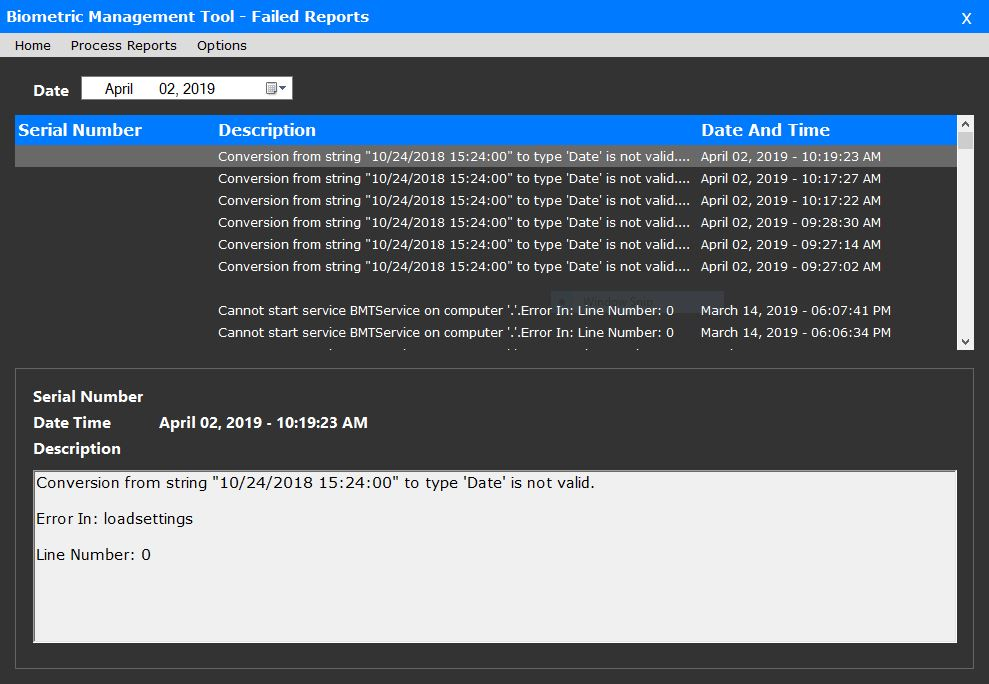 Biometric Management Tool - Failed Reports X
Home Process Reports Options
Date April 02, 2019
Serial Number Description Date And Time
Conversion from string "10/24/2018 15:24:00" to type 'Date' is not valid.... April 02, 2019 - 10:19:23 AM
Conversion from string "10/24/2018 15:24:00" to type 'Date' is not valid.... April 02, 2019 - 10:17:27 AM
Conversion from string "10/24/2018 15:24:00" to type 'Date' is not valid.... April 02, 2019 - 10:17:22 AM
Conversion from string "10/24/2018 15:24:00" to type 'Date' is not valid.... April 02, 2019 - 09:28:30 AM
Conversion from string "10/24/2018 15:24:00" to type 'Date' is not valid.... April 02, 2019 - 09:27:14 AM
Conversion from string "10/24/2018 15:24:00" to type 'Date' is not valid.... April 02, 2019 - 09:27:02 AM
Window Snip
Cannot start service BMTService on computer '.'.Error In: Line Number: 0 March 14, 2019 - 06:07:41 PM
Cannot start service BMTService on computer '.'.Error In: Line Number: 0 March 14, 2019 - 06:06:34 PM
Serial Number
Date Time April 02, 2019 - 10:19:23 AM
Description
Conversion from string "10/24/2018 15:24:00" to type 'Date' is not valid.
Error In: loadsettings
Line Number: 0